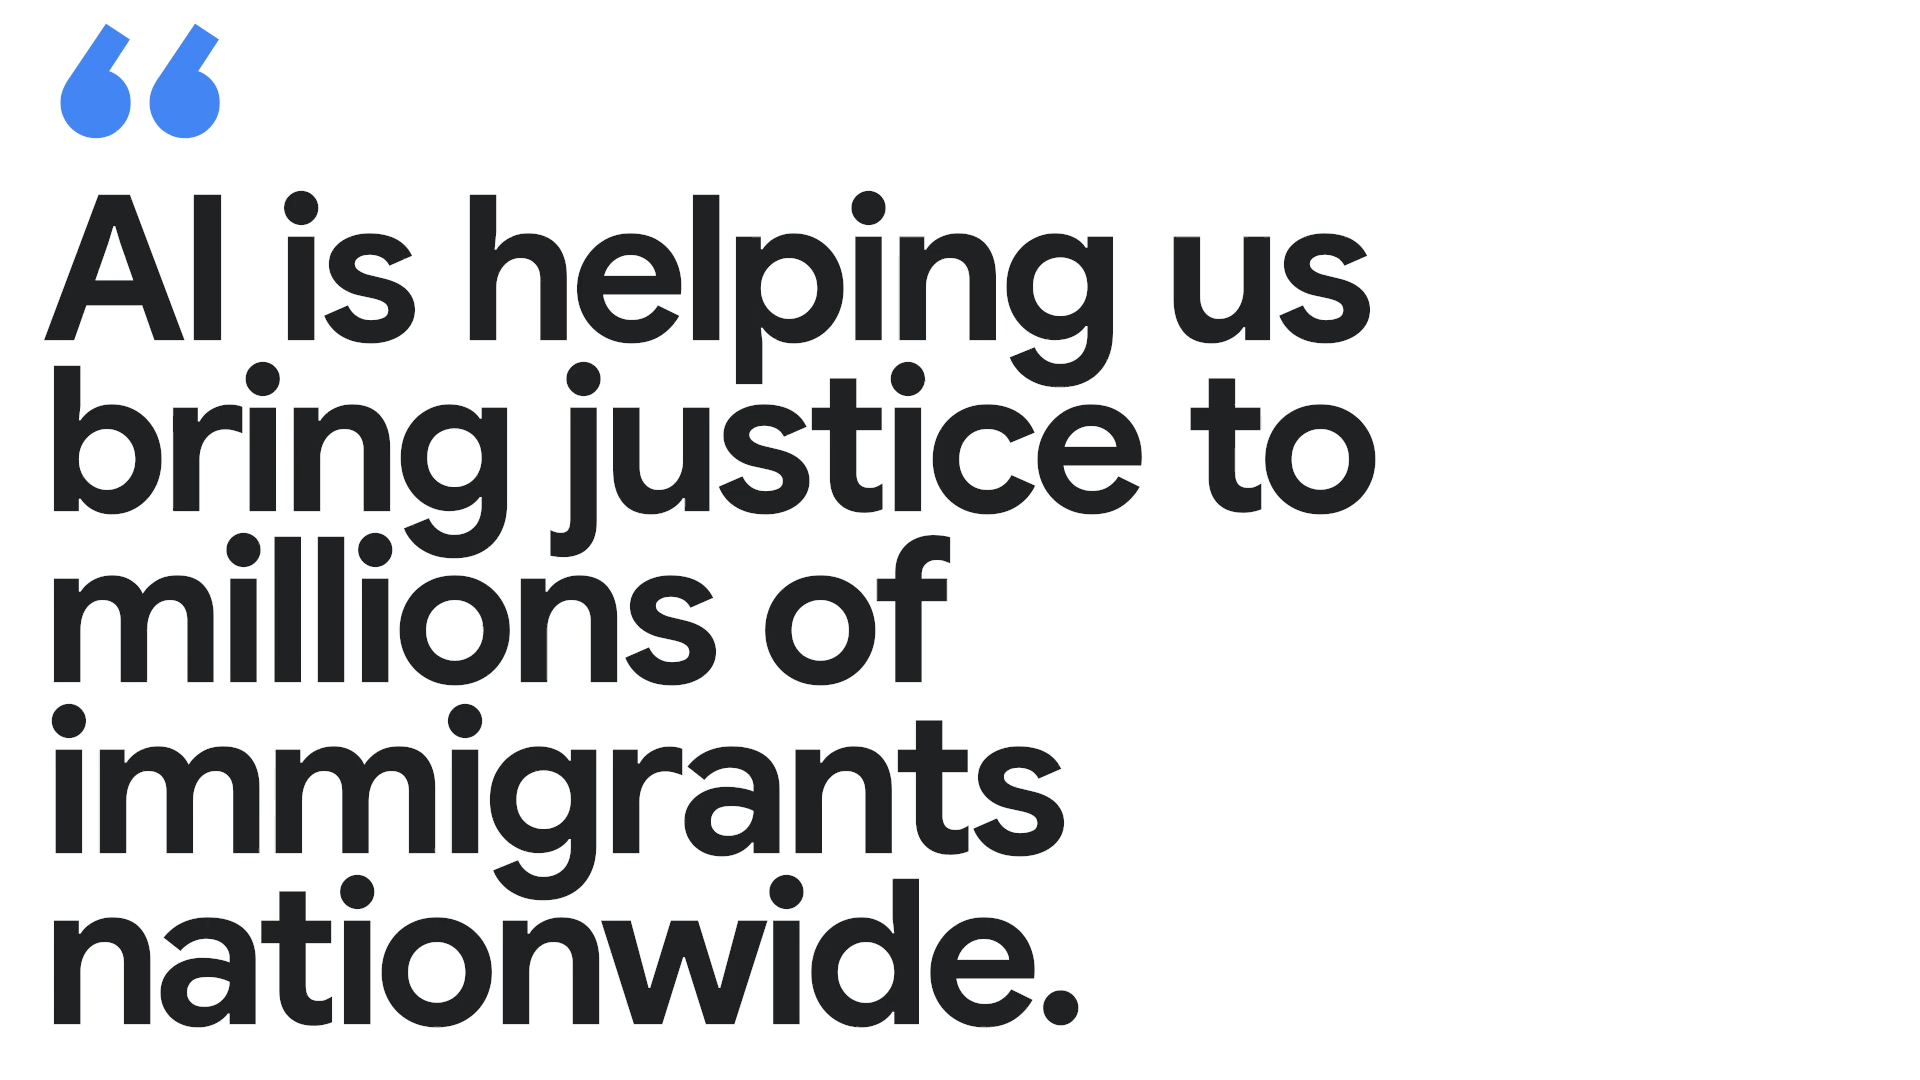 “
AI is helping us
bring justice to
millions of
immigrants
nationwide.